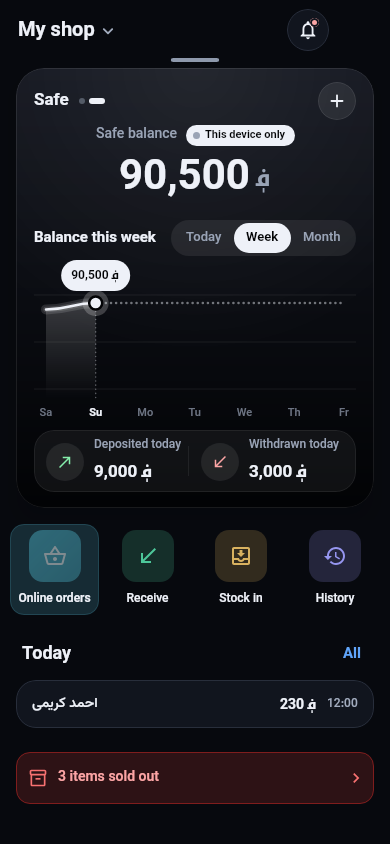 My shop
Safe
Safe balance This device only
90,500 ؋
Balance this week Today Week Month
90,500 ؋
Sa Su Mo Tu We Th Fr
Deposited today Withdrawn today
9,000 ؋ 3,000 ؋
Online orders Receive Stock in History
Today All
احمد کریمی 230 ؋ 12:00
3 items sold out